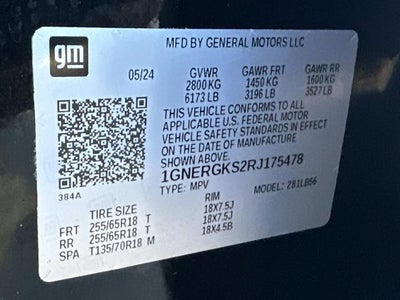 gm
MFD BY GENERAL MOTORS LLC
05/24 GVWR GAWR FRT GAWR RR
2800KG 1450 KG 1600 KG
6173 LB 3196 LB 3527 LB
THIS VEHICLE CONFORMS TO ALL
APPLICABLE U.S. FEDERAL MOTOR
VEHICLE SAFETY STANDARDS IN EFFECT
ON THE DATE OF MANUFACTURE
SHOWN ABOVE.
1GNERGKS2RJ175478
384A TYPE: MPV MODEL: 281LB56
TIRE SIZE RIM
FRT 255/65R18 T 18X7.5J
RR 255/65R18 T 18X7.5J
SPA T135/70R18 M 18X4.5B